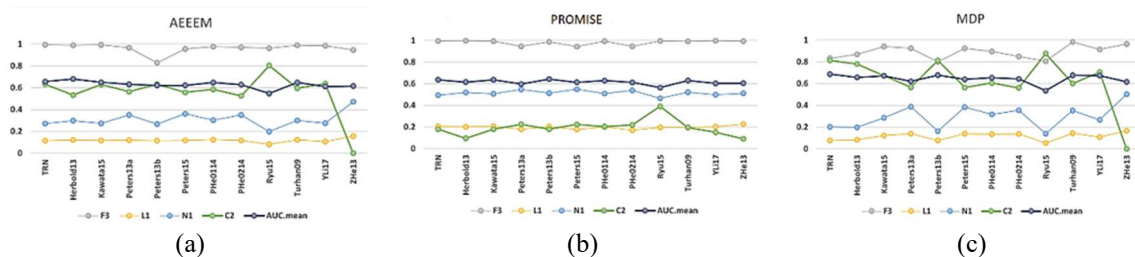 AEEEM
1
0.8
0.6
0.4
0.2
0
TRN
Herbold13
Kawata15
Peters13a
Peters13b
Peters15
PHe0114
PHe0214
Ryu15
Turhan09
YLi17
ZHe13
F3 L1 N1 C2 AUC.mean
(a)
PROMISE
1
0.8
0.6
0.4
0.2
0
TRN
Herbold13
Kawata15
Peters13a
Peters13b
Peters15
PHe0114
PHe0214
Ryu15
Turhan09
YLi17
ZHe13
F3 L1 N1 C2 AUC.mean
(b)
MDP
1
0.8
0.6
0.4
0.2
0
TRN
Herbold13
Kawata15
Peters13a
Peters13b
Peters15
PHe0114
PHe0214
Ryu15
Turhan09
YLi17
ZHe13
F3 L1 N1 C2 AUC.mean
(c)